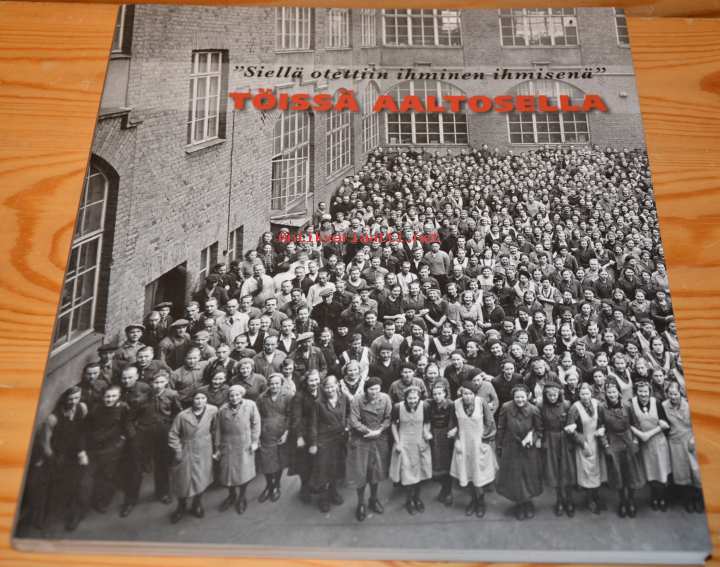 "Siellä otettiin ihminen ihmisenä"
TÖISSÄ AALTOSELLA